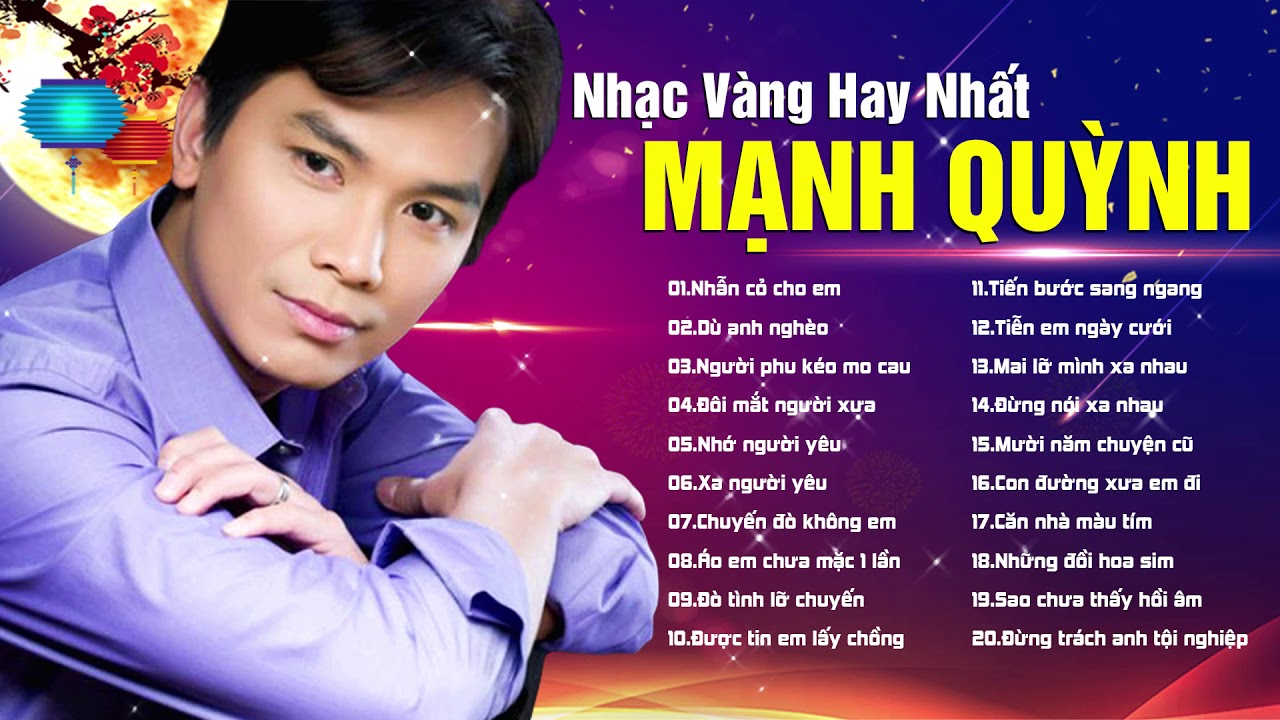 Nhạc Vàng Hay Nhất
MẠNH QUỲNH
01.Nhẫn cỏ cho em
02.Dù anh nghèo
03.Người phu kéo mo cau
04.Đôi mắt người xưa
05.Nhớ người yêu
06.Xa người yêu
07.Chuyến đò không em
08.Áo em chưa mặc 1 lần
09.Đò tình lỡ chuyến
10.Được tin em lấy chồng
11.Tiến bước sang ngang
12.Tiễn em ngày cưới
13.Mai lỡ mình xa nhau
14.Đừng nói xa nhau
15.Mười năm chuyện cũ
16.Con đường xưa em đi
17.Căn nhà màu tím
18.Những đồi hoa sim
19.Sao chưa thấy hồi âm
20.Đừng trách anh tội nghiệp